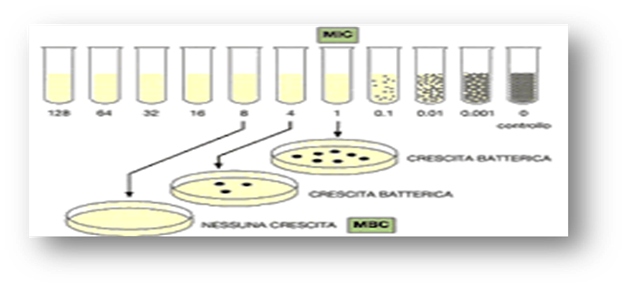 MIC
128 64 32 16 8 4 1 0.1 0.01 0.001 0
controllo
CRESCITA BATTERICA
CRESCITA BATTERICA
NESSUNA CRESCITA MBC